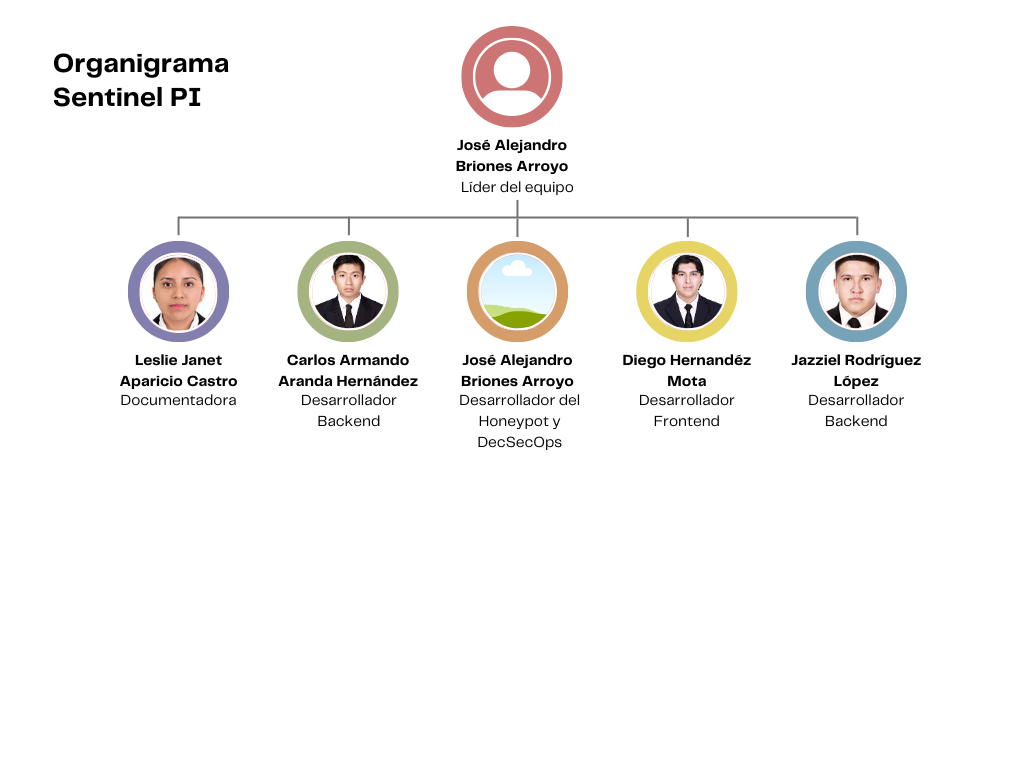 Organigrama
Sentinel PI
José Alejandro
Briones Arroyo
Líder del equipo
Leslie Janet
Aparicio Castro
Documentadora
Carlos Armando
Aranda Hernández
Desarrollador
Backend
José Alejandro
Briones Arroyo
Desarrollador del
Honeypot y
DecSecOps
Diego Hernandéz
Mota
Desarrollador
Frontend
Jazziel Rodríguez
López
Desarrollador
Backend